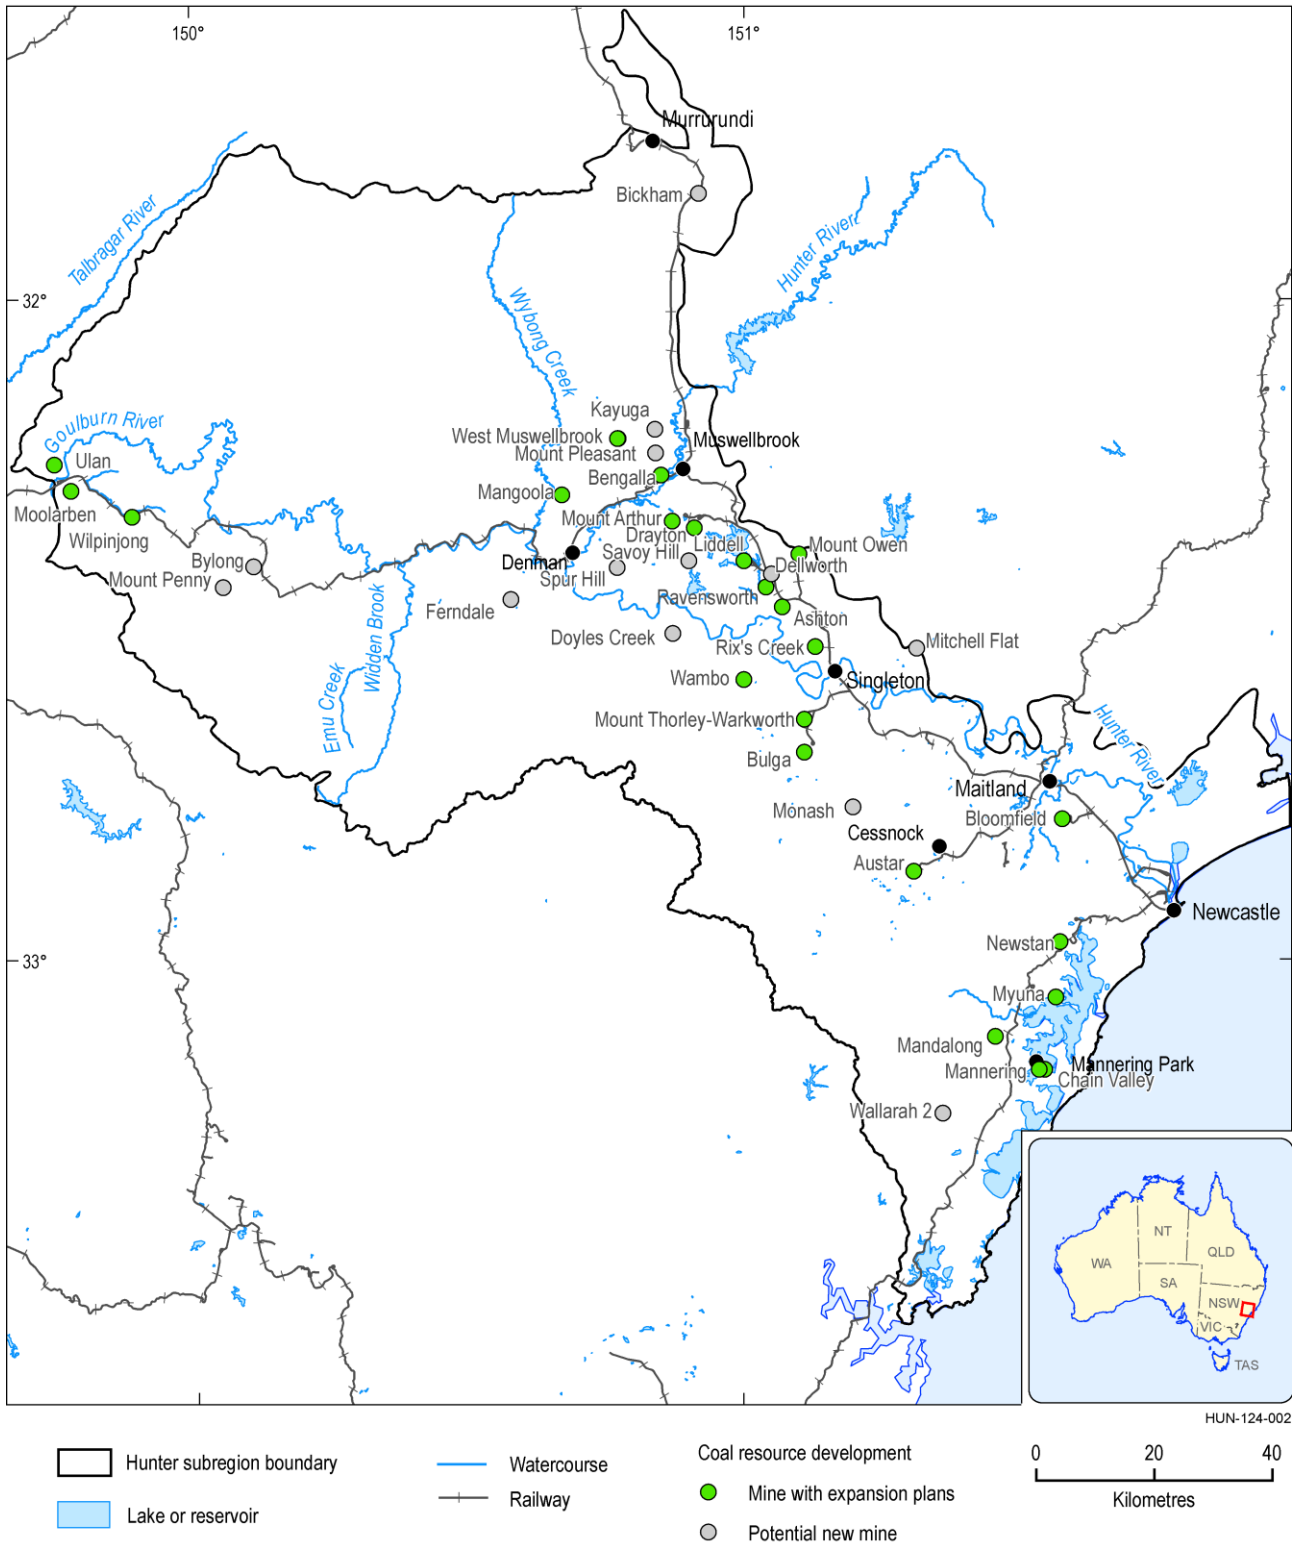 150°
151°
Murrurundi
Bickham
Talbragar River
Hunter River
32°
Wybong Creek
Kayuga
Goulburn River
West Muswellbrook
Muswellbrook
Mount Pleasant
Ulan
Bengalla
Mangoola
Moolarben
Mount Arthur
Drayton
Wilpinjong
Liddell
Mount Owen
Savoy Hill
Bylong
Denman
Dellworth
Mount Penny
Spur Hill
Ravensworth
Ferndale
Ashton
Widden Brook
Doyles Creek
Rix's Creek
Mitchell Flat
Wambo
Singleton
Emu Creek
Mount Thorley-Warkworth
Hunter River
Bulga
Maitland
Monash
Bloomfield
Cessnock
Austar
Newcastle
Newstan
33°
Myuna
Mandalong
Mannering Park
Mannering
Chain Valley
Wallarah 2
NT
QLD
WA
SA
NSW
VIC
TAS
HUN-124-002
Hunter subregion boundary
Lake or reservoir
Watercourse
Railway
Coal resource development
Mine with expansion plans
Potential new mine
0 20 40
Kilometres